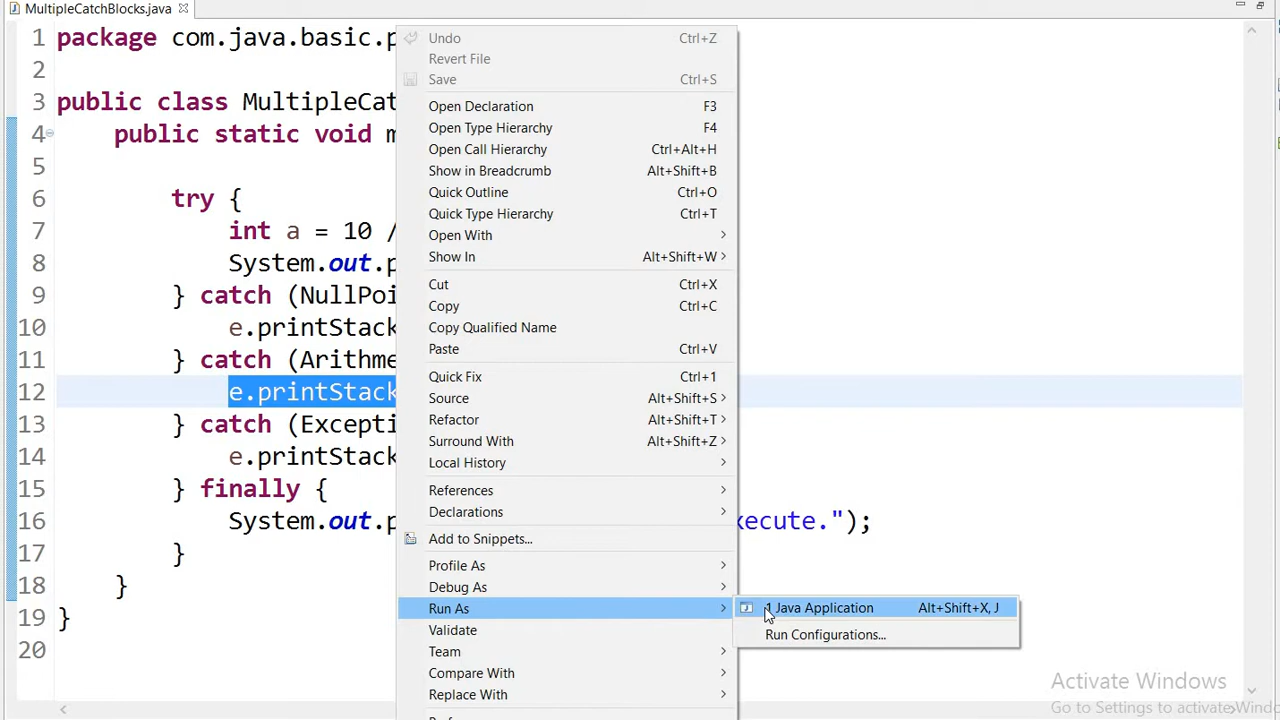 MultipleCatchBlocks.java
1 package com.java.basic.p
2
3 public class MultipleCat
4 public static void m
5
6 try {
7 int a = 10 /
8 System.out.p
9 } catch (NullPoi
10 e.printStack
11 } catch (Arithme
12 e.printStack
13 } catch (Excepti
14 e.printStack
15 } finally {
16 System.out.p xecute.");
17 }
18 }
19 }
20
Undo Ctrl+Z
Revert File
Save Ctrl+S
Open Declaration F3
Open Type Hierarchy F4
Open Call Hierarchy Ctrl+Alt+H
Show in Breadcrumb Alt+Shift+B
Quick Outline Ctrl+O
Quick Type Hierarchy Ctrl+T
Open With
Show In Alt+Shift+W
Cut Ctrl+X
Copy Ctrl+C
Copy Qualified Name
Paste Ctrl+V
Quick Fix Ctrl+1
Source Alt+Shift+S
Refactor Alt+Shift+T
Surround With Alt+Shift+Z
Local History
References
Declarations
Add to Snippets...
Profile As
Debug As
Run As
Validate
Team
Compare With
Replace With
1 Java Application Alt+Shift+X, J
Run Configurations...
Activate Windows
Go to Settings to activate Windo